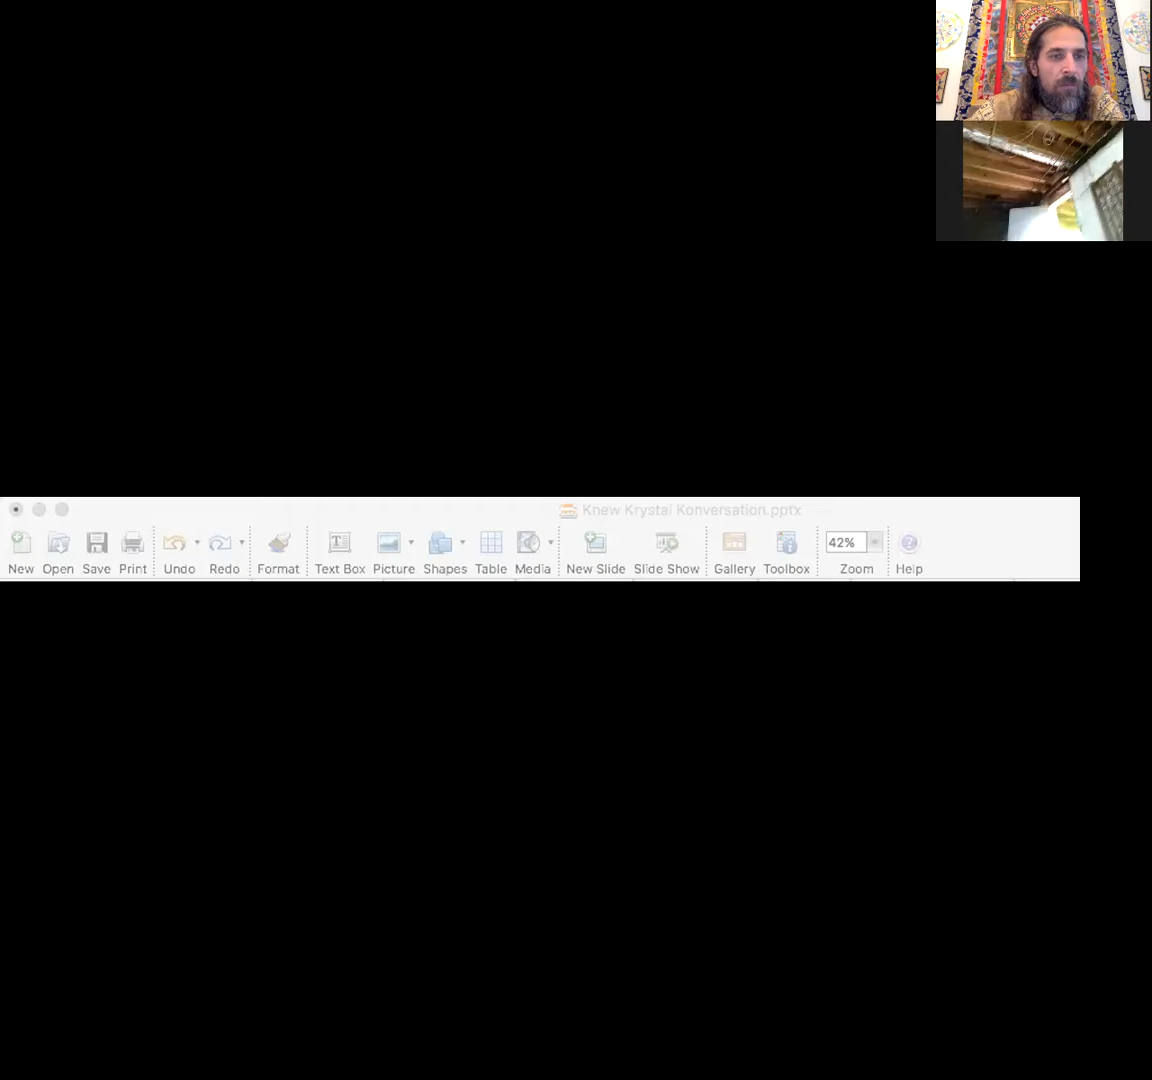 Knew Krystal Konversation.pptx
42%
New Open Save Print Undo Redo Format Text Box Picture Shapes Table Media New Slide Slide Show Gallery Toolbox Zoom Help